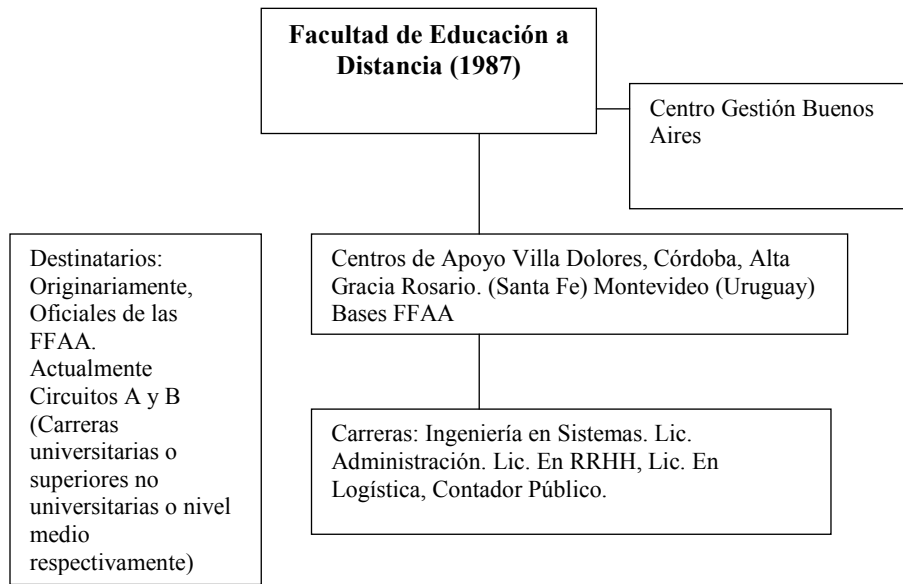 Facultad de Educación a
Distancia (1987)
Centro Gestión Buenos
Aires
Destinatarios:
Originariamente,
Oficiales de las
FFAA.
Actualmente
Circuitos A y B
(Carreras
universitarias o
superiores no
universitarias o nivel
medio
respectivamente)
Centros de Apoyo Villa Dolores, Córdoba, Alta
Gracia Rosario. (Santa Fe) Montevideo (Uruguay)
Bases FFAA
Carreras: Ingeniería en Sistemas. Lic.
Administración. Lic. En RRHH, Lic. En
Logística, Contador Público.